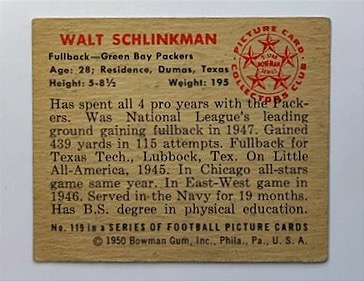 WALT SCHLINKMAN
Fullback—Green Bay Packers
Age: 28; Residence, Dumas, Texas
Height: 5-8½ Weight: 195
PICTURE CARD
COLLECTORS CLUB
5 STAR
BOWMAN
SERIES
Has spent all 4 pro years with the Pack-
ers. Was National League's leading
ground gaining fullback in 1947. Gained
439 yards in 115 attempts. Fullback for
Texas Tech., Lubbock, Tex. On Little
All-America, 1945. In Chicago all-stars
game same year. In East-West game in
1946. Served in the Navy for 19 months.
Has B.S. degree in physical education.
No. 119 in a SERIES OF FOOTBALL PICTURE CARDS
©1950 Bowman Gum, Inc., Phila., Pa., U. S. A.